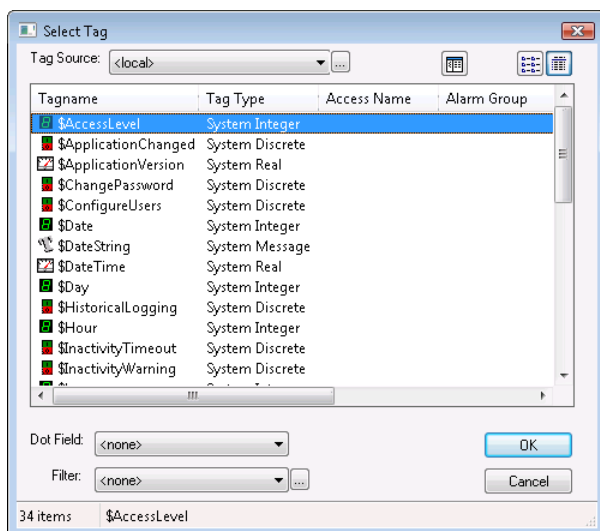 Select Tag
Tag Source: <local> ...
Tagname Tag Type Access Name Alarm Group
$AccessLevel System Integer
$ApplicationChanged System Discrete
$ApplicationVersion System Real
$ChangePassword System Discrete
$ConfigureUsers System Discrete
$Date System Integer
$DateString System Message
$DateTime System Real
$Day System Integer
$HistoricalLogging System Discrete
$Hour System Integer
$InactivityTimeout System Discrete
$InactivityWarning System Discrete
Dot Field: <none> OK
Filter: <none> ... Cancel
34 items $AccessLevel